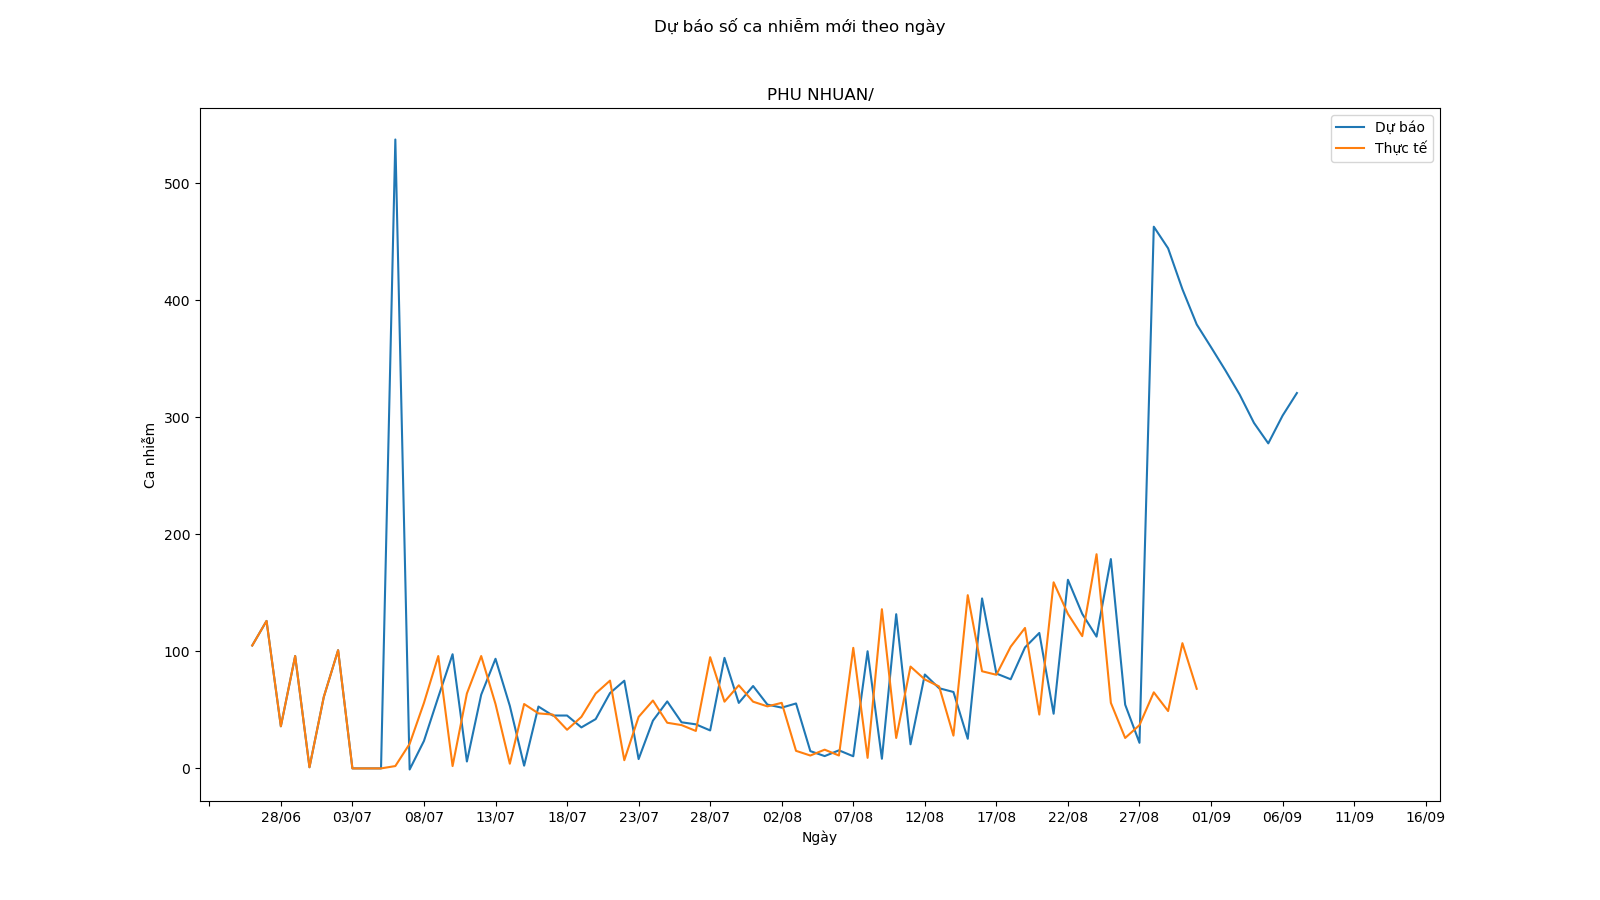 Dự báo số ca nhiễm mới theo ngày
PHU NHUAN/
Dự báo
Thực tế
500
400
300
200
100
0
Ca nhiễm
28/06 03/07 08/07 13/07 18/07 23/07 28/07 02/08 07/08 12/08 17/08 22/08 27/08 01/09 06/09 11/09 16/09
Ngày